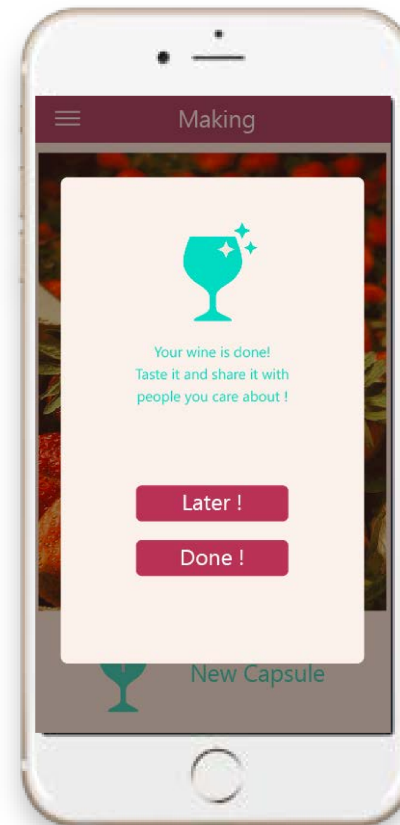 Making
Your wine is done!
Taste it and share it with
people you care about !
Later !
Done !
New Capsule